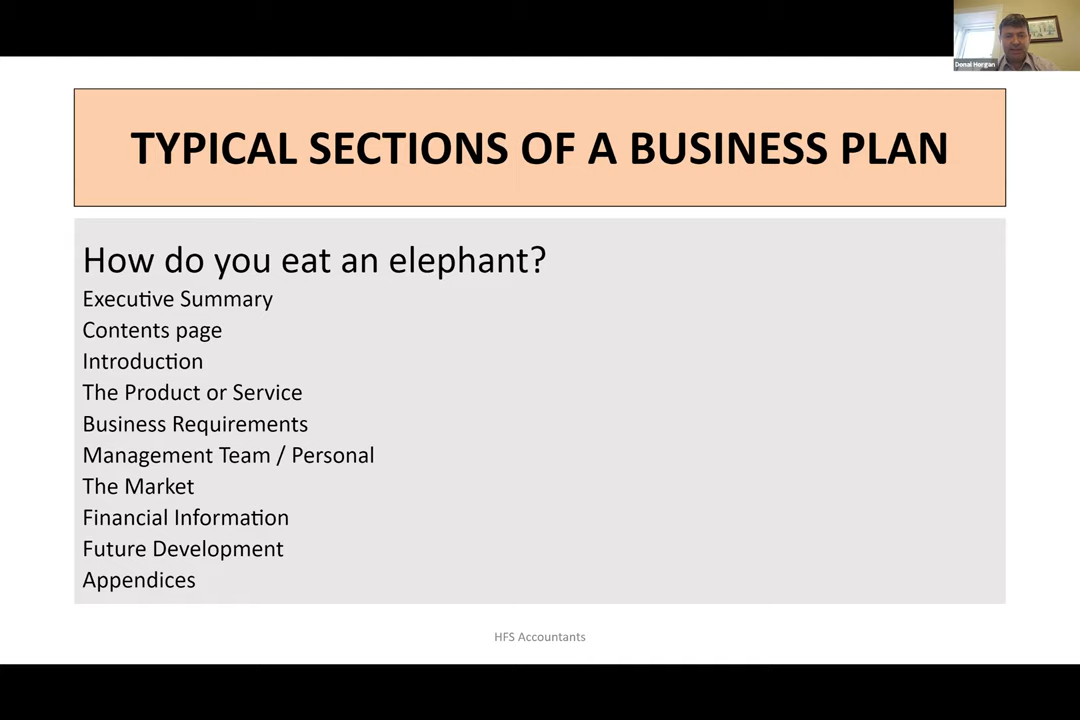 Donal Horgan
TYPICAL SECTIONS OF A BUSINESS PLAN
How do you eat an elephant?
Executive Summary
Contents page
Introduction
The Product or Service
Business Requirements
Management Team / Personal
The Market
Financial Information
Future Development
Appendices
HFS Accountants